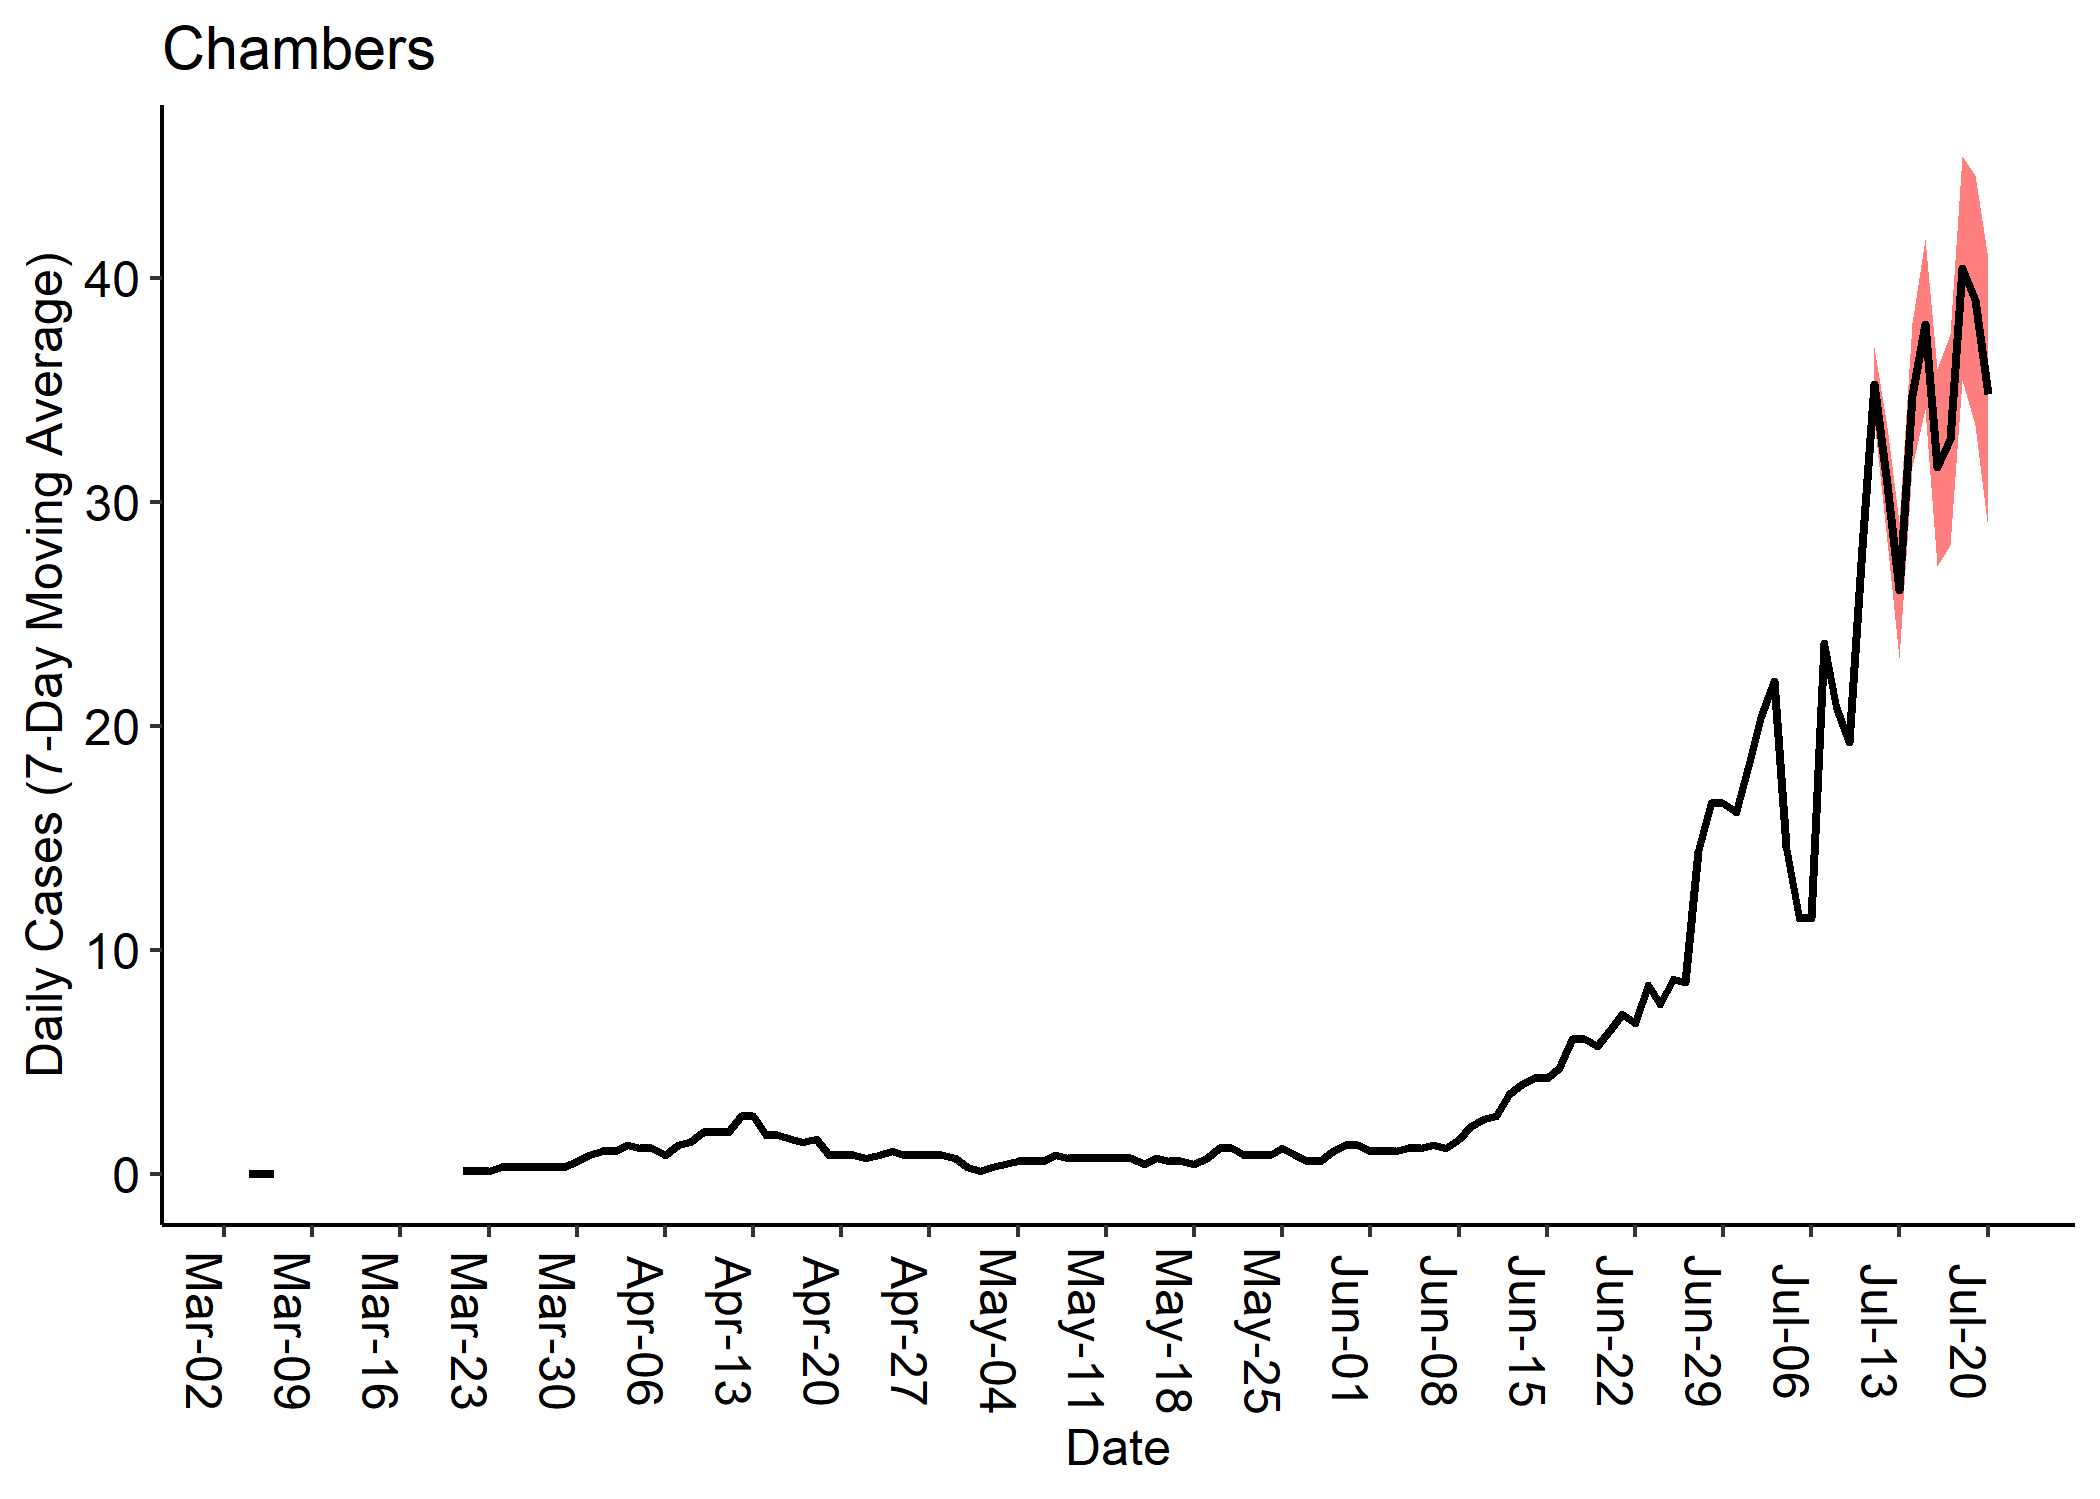 Chambers
Daily Cases (7-Day Moving Average)
40
30
20
10
0
Mar-02
Mar-09
Mar-16
Mar-23
Mar-30
Apr-06
Apr-13
Apr-20
Apr-27
May-04
May-11
May-18
May-25
Jun-01
Jun-08
Jun-15
Jun-22
Jun-29
Jul-06
Jul-13
Jul-20
Date